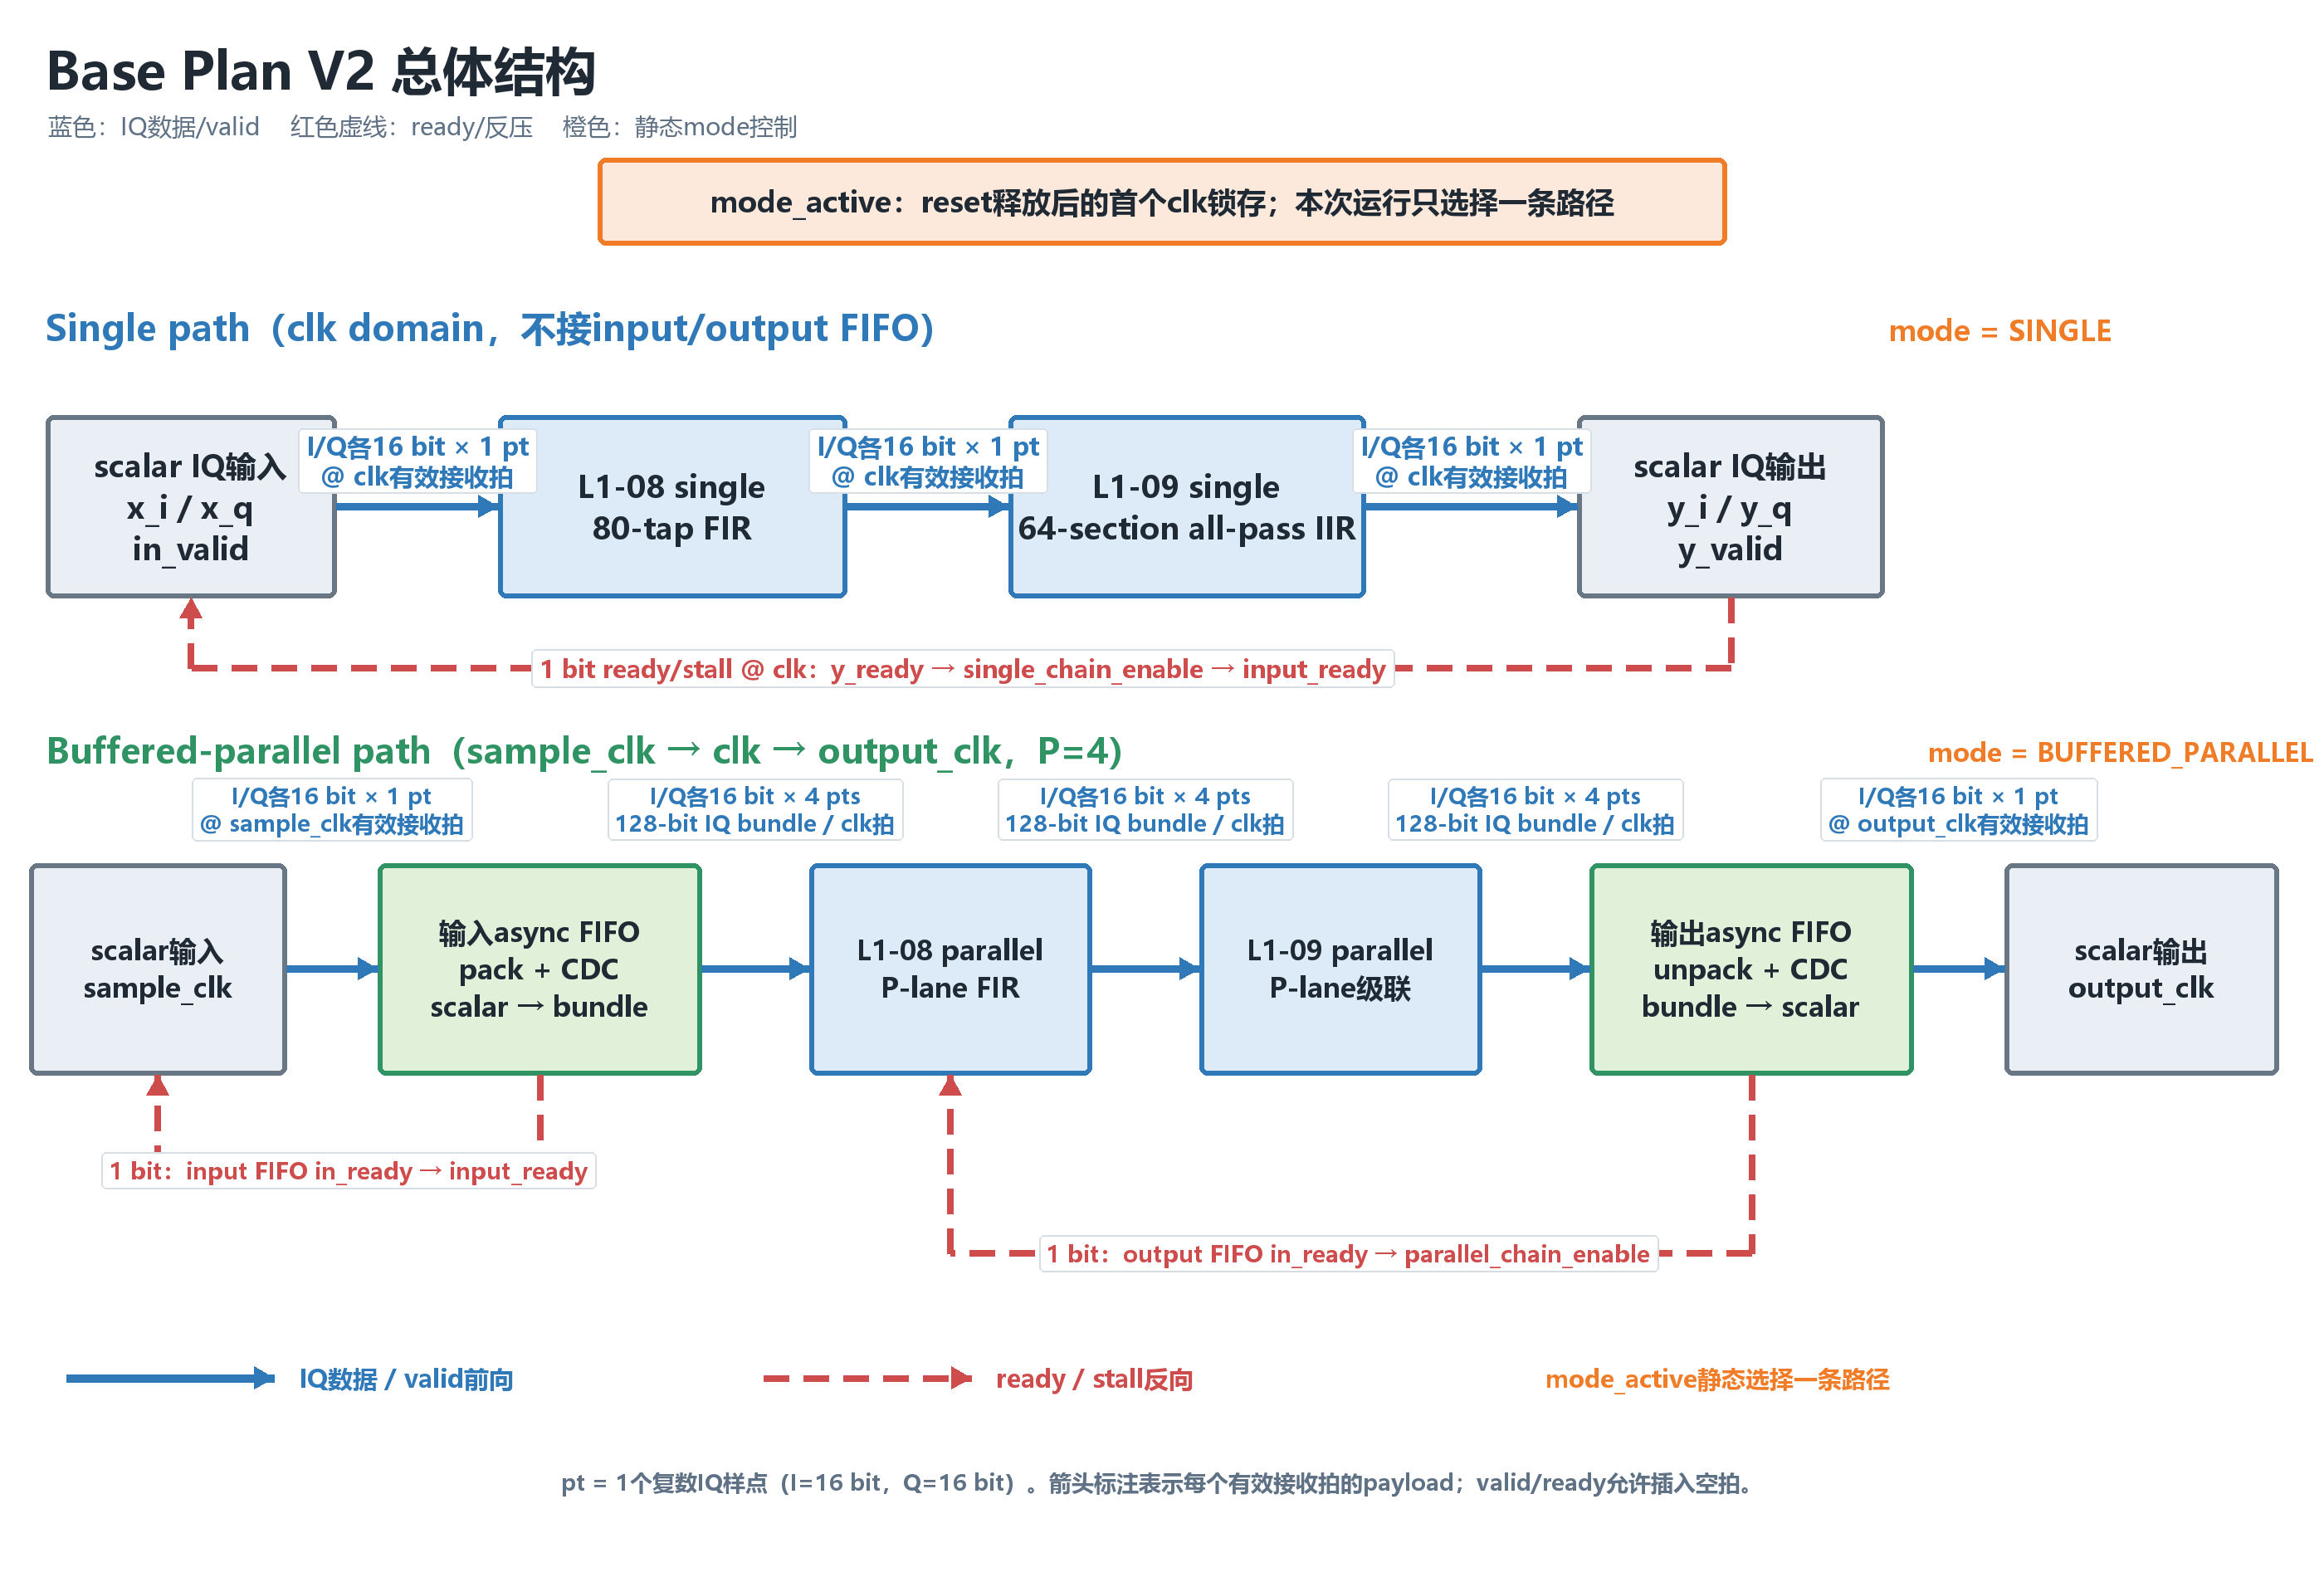 Base Plan V2 总体结构
蓝色：IQ数据/valid  红色虚线：ready/反压  橙色：静态mode控制
mode_active：reset释放后的首个clk锁存；本次运行只选择一条路径
Single path（clk domain，不接input/output FIFO）
mode = SINGLE
scalar IQ输入
x_i / x_q
in_valid
I/Q各16 bit × 1 pt
@ clk有效接收拍
L1-08 single
80-tap FIR
I/Q各16 bit × 1 pt
@ clk有效接收拍
L1-09 single
64-section all-pass IIR
I/Q各16 bit × 1 pt
@ clk有效接收拍
scalar IQ输出
y_i / y_q
y_valid
1 bit ready/stall @ clk：y_ready → single_chain_enable → input_ready
Buffered-parallel path（sample_clk → clk → output_clk，P=4）
mode = BUFFERED_PARALLEL
I/Q各16 bit × 1 pt
@ sample_clk有效接收拍
I/Q各16 bit × 4 pts
128-bit IQ bundle / clk拍
I/Q各16 bit × 4 pts
128-bit IQ bundle / clk拍
I/Q各16 bit × 4 pts
128-bit IQ bundle / clk拍
I/Q各16 bit × 1 pt
@ output_clk有效接收拍
scalar输入
sample_clk
输入async FIFO
pack + CDC
scalar → bundle
L1-08 parallel
P-lane FIR
L1-09 parallel
P-lane级联
输出async FIFO
unpack + CDC
bundle → scalar
scalar输出
output_clk
1 bit：input FIFO in_ready → input_ready
1 bit：output FIFO in_ready → parallel_chain_enable
IQ数据 / valid前向
ready / stall反向
mode_active静态选择一条路径
pt = 1个复数IQ样点（I=16 bit，Q=16 bit）。箭头标注表示每个有效接收拍的payload；valid/ready允许插入空拍。